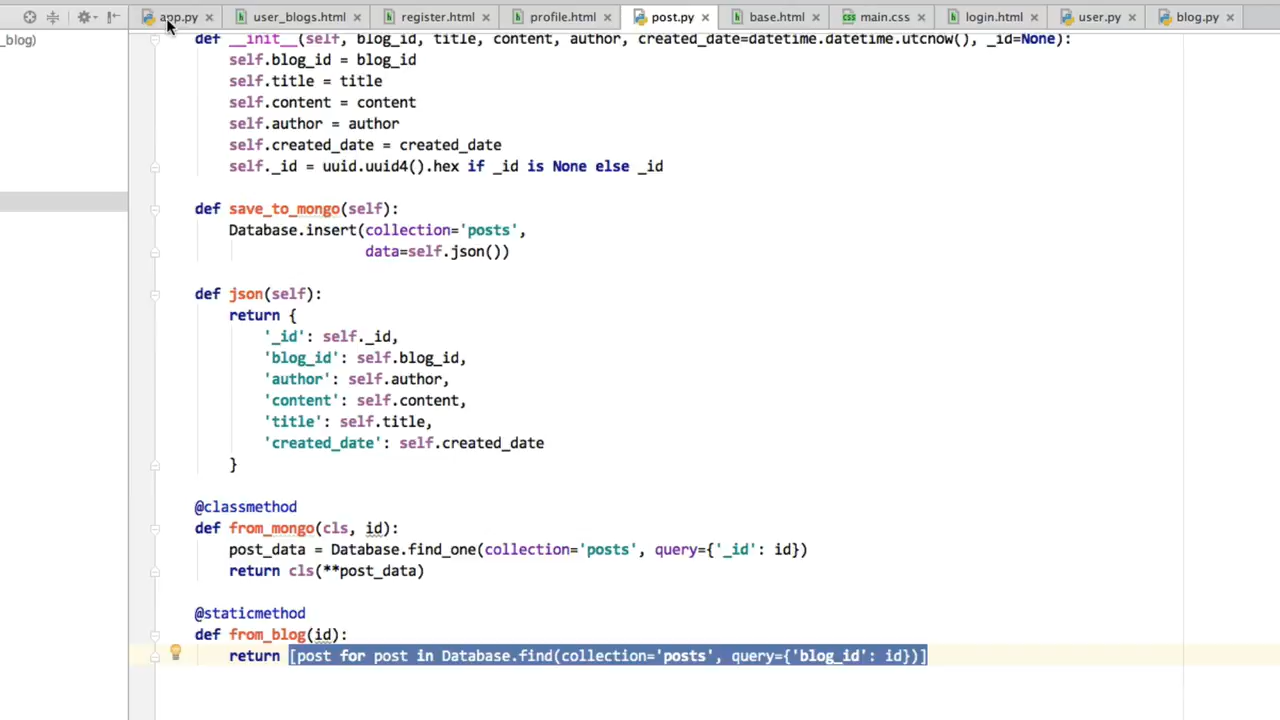 app.py user_blogs.html register.html profile.html post.py base.html main.css login.html user.py blog.py
_blog)
def __init__(self, blog_id, title, content, author, created_date=datetime.datetime.utcnow(), _id=None):
self.blog_id = blog_id
self.title = title
self.content = content
self.author = author
self.created_date = created_date
self._id = uuid.uuid4().hex if _id is None else _id
def save_to_mongo(self):
Database.insert(collection='posts',
data=self.json())
def json(self):
return {
'_id': self._id,
'blog_id': self.blog_id,
'author': self.author,
'content': self.content,
'title': self.title,
'created_date': self.created_date
}
@classmethod
def from_mongo(cls, id):
post_data = Database.find_one(collection='posts', query={'_id': id})
return cls(**post_data)
@staticmethod
def from_blog(id):
return [post for post in Database.find(collection='posts', query={'blog_id': id})]